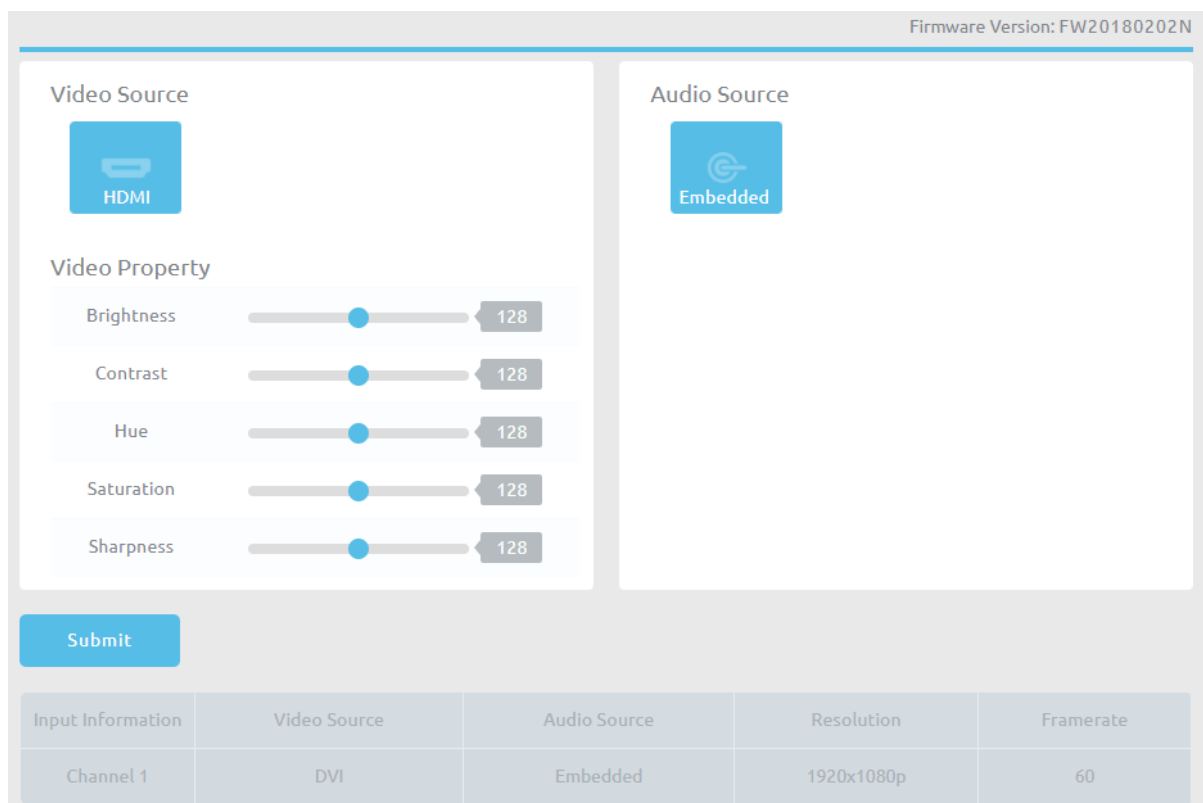 Firmware Version: FW20180202N
Video Source
HDMI
Video Property
Brightness 128
Contrast 128
Hue 128
Saturation 128
Sharpness 128
Audio Source
Embedded
Submit
Input Information Video Source Audio Source Resolution Framerate
Channel 1 DVI Embedded 1920x1080p 60